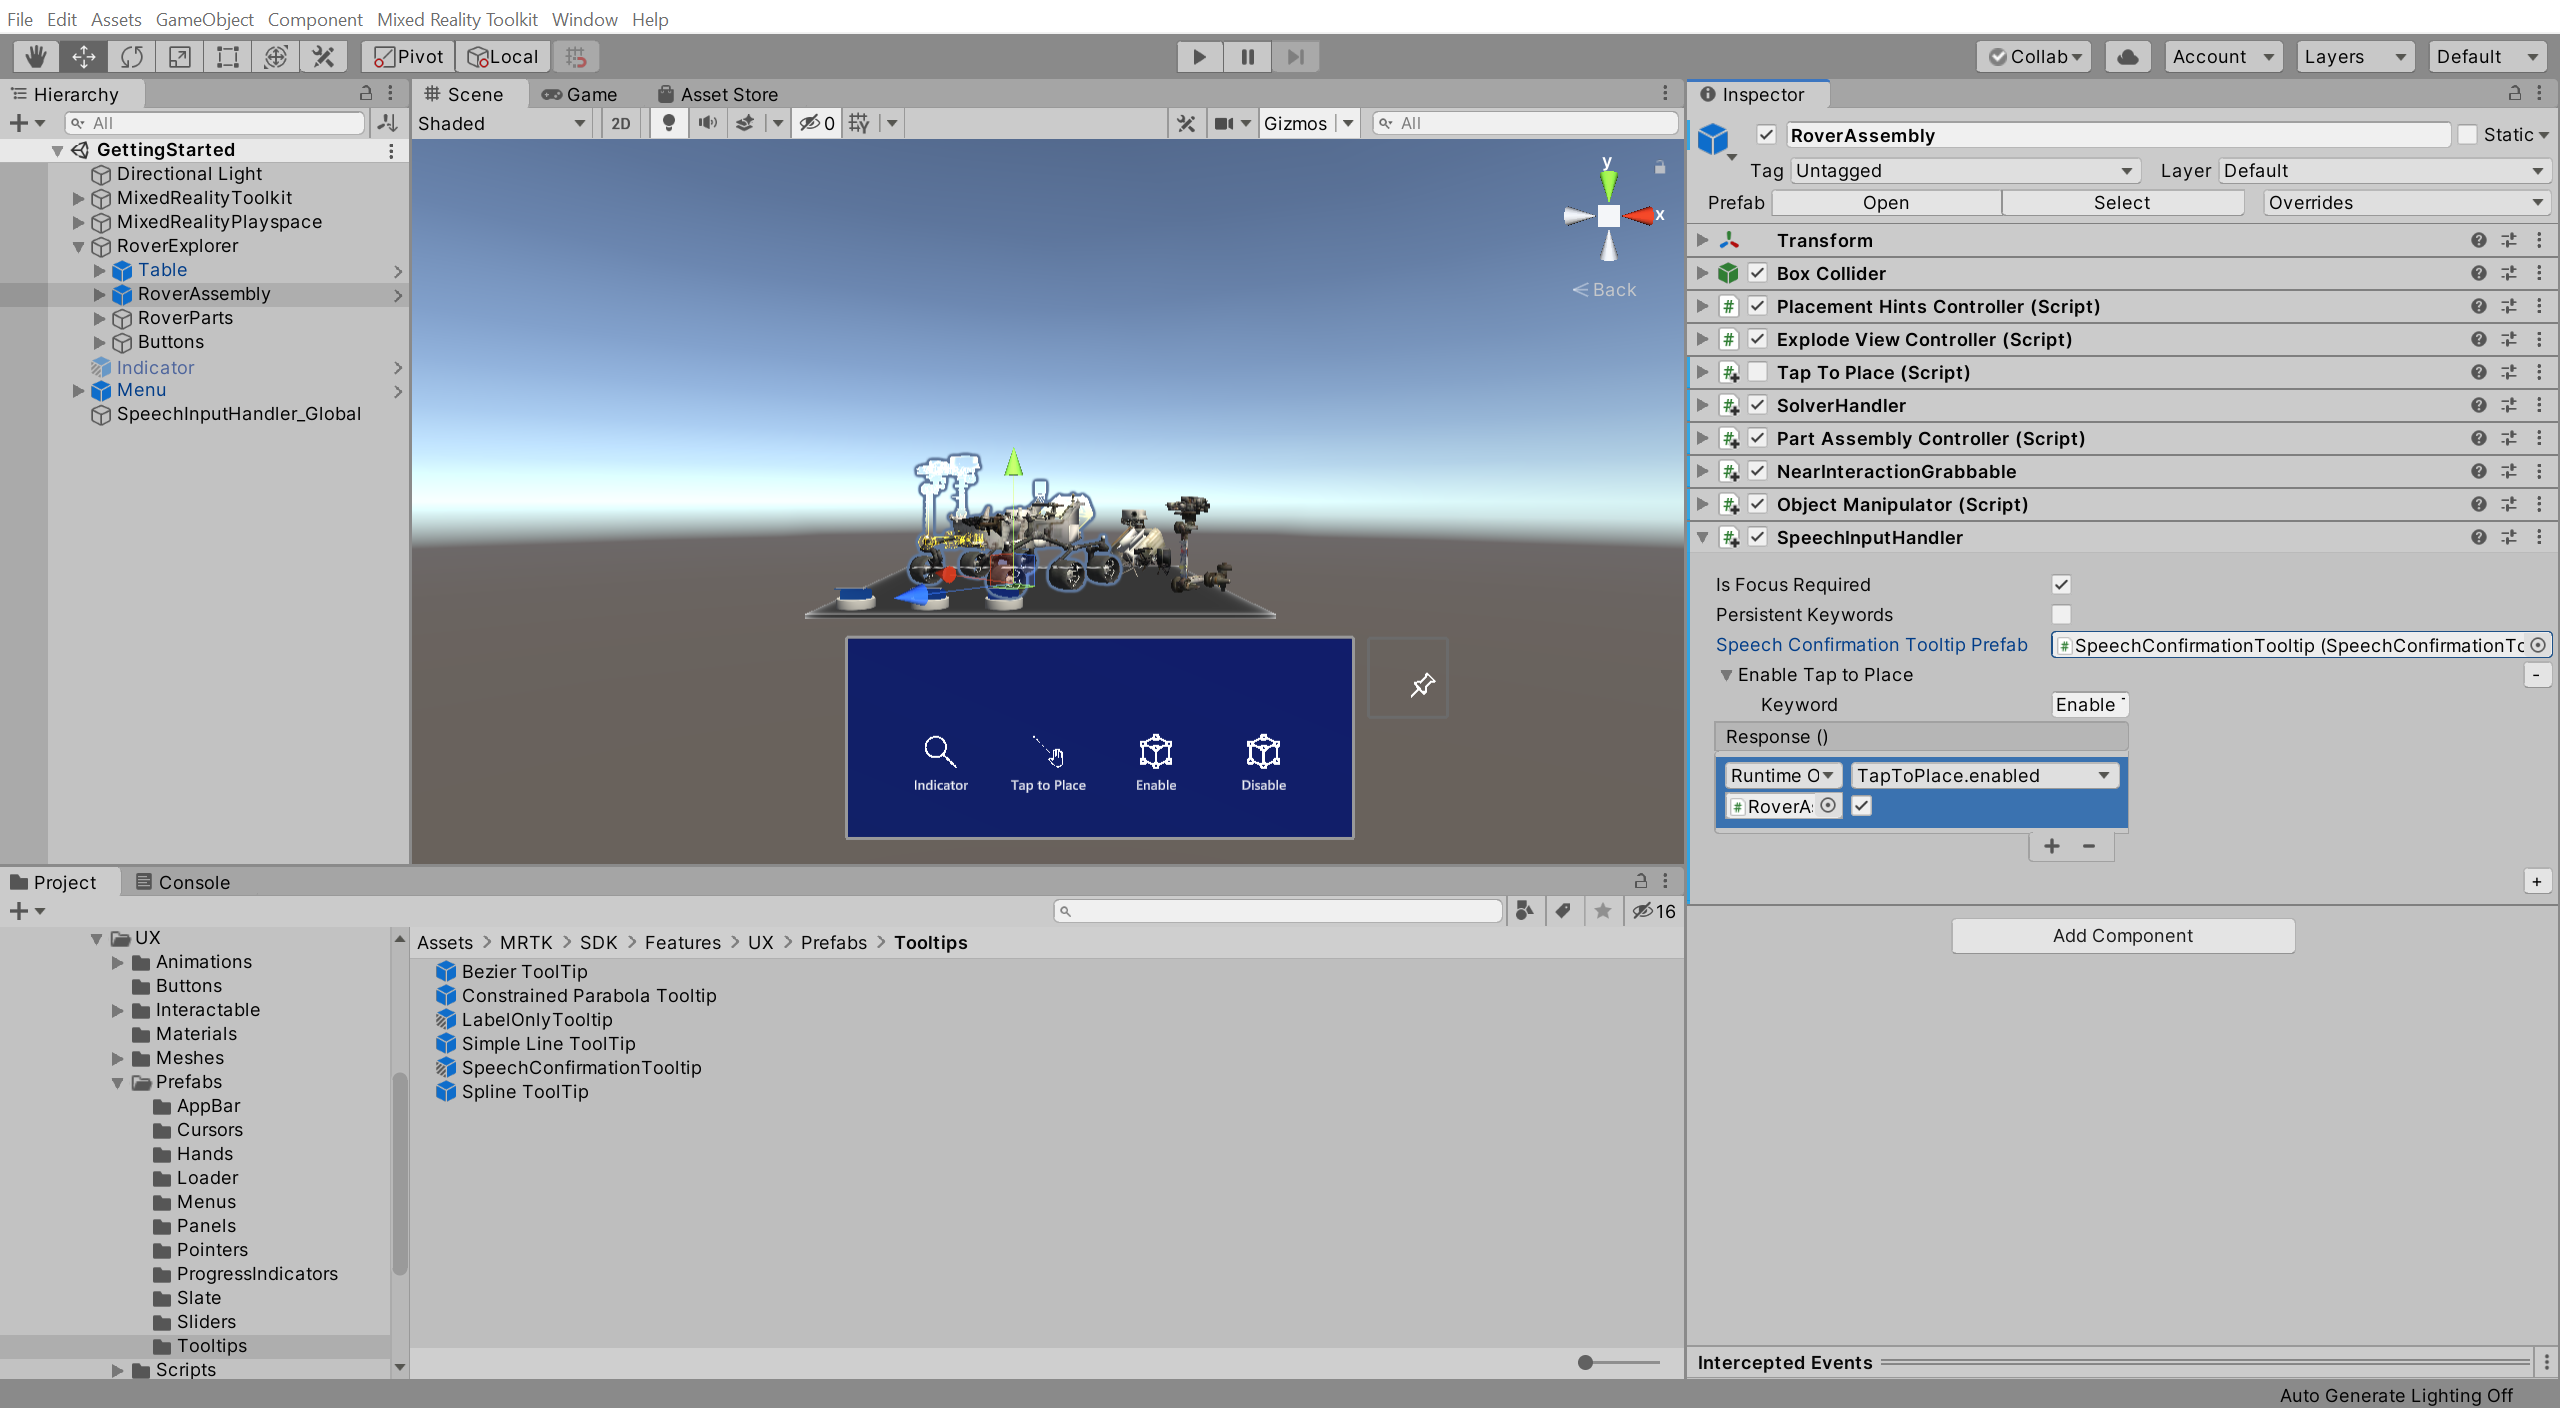 File Edit Assets GameObject Component Mixed Reality Toolkit Window Help
Pivot Local Collab Account Layers Default
Hierarchy
All
GettingStarted
Directional Light
MixedRealityToolkit
MixedRealityPlayspace
RoverExplorer
Table
RoverAssembly
RoverParts
Buttons
Indicator
Menu
SpeechInputHandler_Global
Scene Game Asset Store
Shaded 2D 0 Gizmos All
y
x
Back
Indicator Tap to Place Enable Disable
Inspector
RoverAssembly Static
Tag Untagged Layer Default
Prefab Open Select Overrides
Transform
Box Collider
Placement Hints Controller (Script)
Explode View Controller (Script)
Tap To Place (Script)
SolverHandler
Part Assembly Controller (Script)
NearInteractionGrabbable
Object Manipulator (Script)
SpeechInputHandler
Is Focus Required
Persistent Keywords
Speech Confirmation Tooltip Prefab SpeechConfirmationTooltip (SpeechConfirmationTo
Enable Tap to Place -
Keyword Enable
Response ()
Runtime O TapToPlace.enabled
RoverA
+ -
+
Add Component
Intercepted Events
Project Console
16
UX
Animations
Buttons
Interactable
Materials
Meshes
Prefabs
AppBar
Cursors
Hands
Loader
Menus
Panels
Pointers
ProgressIndicators
Slate
Sliders
Tooltips
Scripts
Assets > MRTK > SDK > Features > UX > Prefabs > Tooltips
Bezier ToolTip
Constrained Parabola Tooltip
LabelOnlyTooltip
Simple Line ToolTip
SpeechConfirmationTooltip
Spline ToolTip
Auto Generate Lighting Off